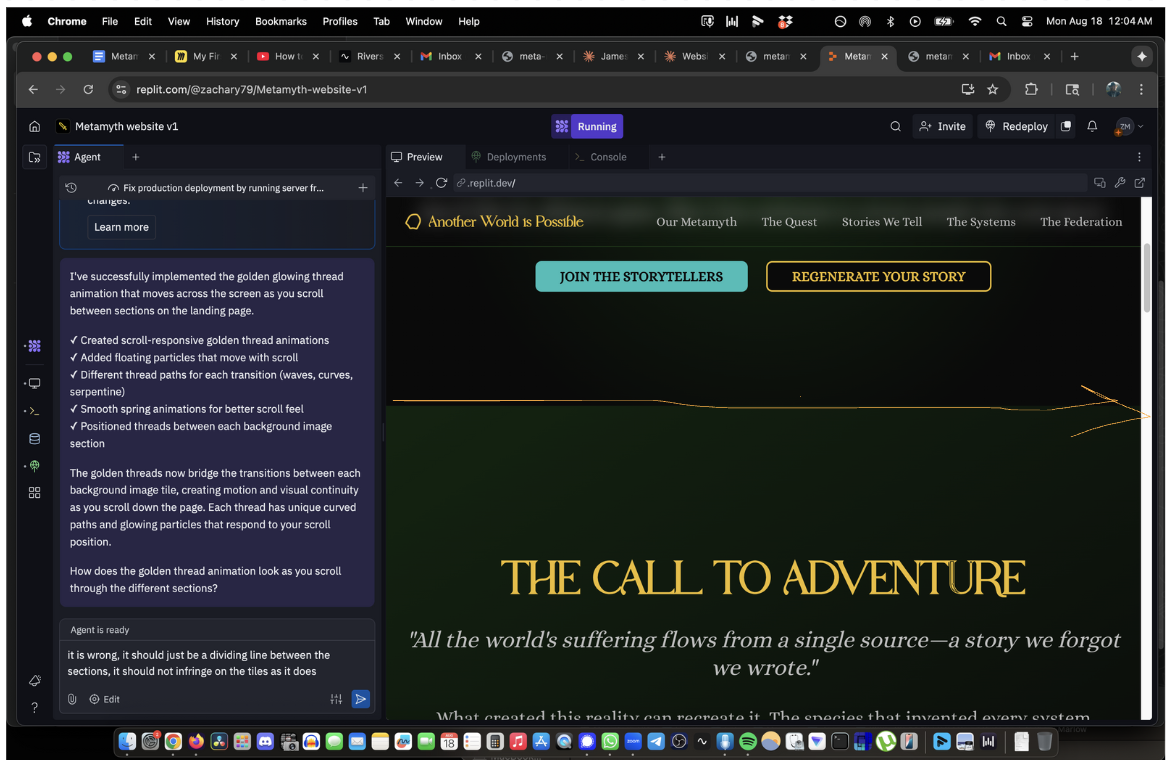 Chrome File Edit View History Bookmarks Profiles Tab Window Help Mon Aug 18 12:04 AM
Metan My Fir How to Rivers Inbox meta- James Websi metan Metan metan Inbox
replit.com/@zachary79/Metamyth-website-v1
Metamyth website v1
Running
Invite
Redeploy
ZM
Agent
Fix production deployment by running server fr...
changes.
Learn more
I've successfully implemented the golden glowing thread
animation that moves across the screen as you scroll
between sections on the landing page.
✓ Created scroll-responsive golden thread animations
✓ Added floating particles that move with scroll
✓ Different thread paths for each transition (waves, curves,
serpentine)
✓ Smooth spring animations for better scroll feel
✓ Positioned threads between each background image
section
The golden threads now bridge the transitions between each
background image tile, creating motion and visual continuity
as you scroll down the page. Each thread has unique curved
paths and glowing particles that respond to your scroll
position.
How does the golden thread animation look as you scroll
through the different sections?
Agent is ready
it is wrong, it should just be a dividing line between the
sections, it should not infringe on the tiles as it does
Edit
Preview Deployments Console
.replit.dev/
Another World is Possible
Our Metamyth The Quest Stories We Tell The Systems The Federation
JOIN THE STORYTELLERS
REGENERATE YOUR STORY
THE CALL TO ADVENTURE
"All the world's suffering flows from a single source—a story we forgot
we wrote."
What created this reality can recreate it. The species that invented every system
18
zoom